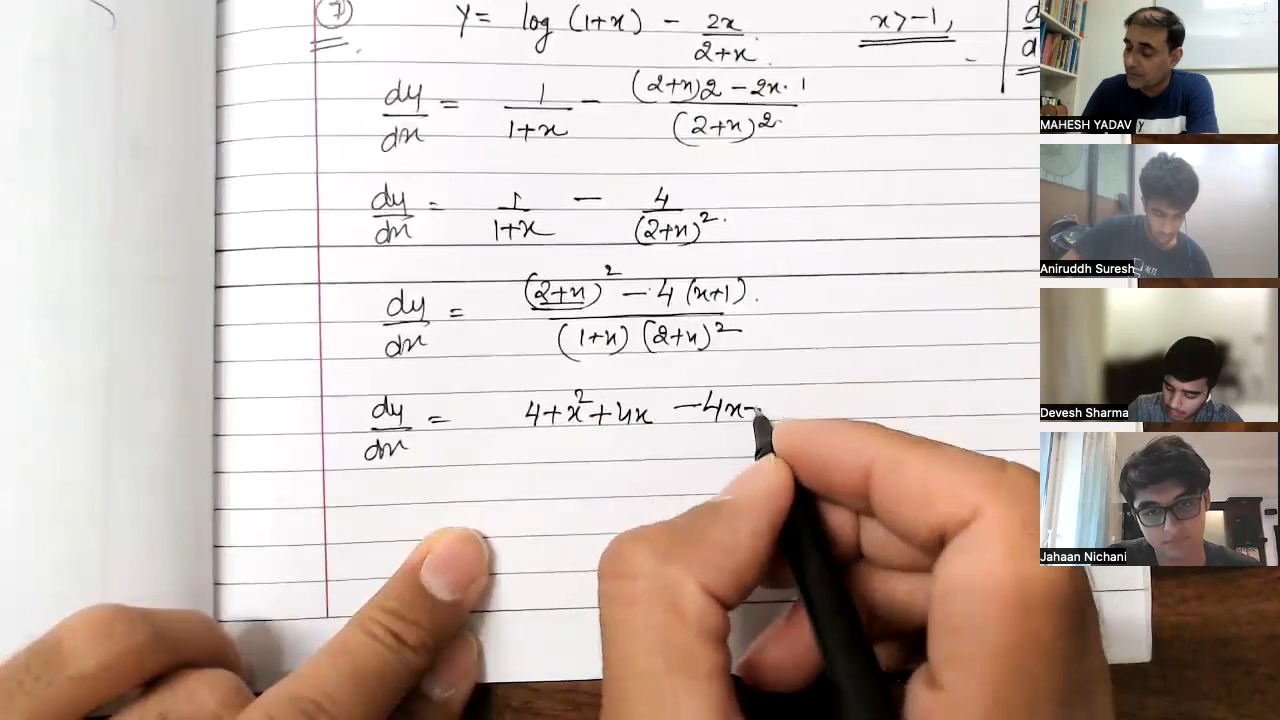 7 Y = log (1+x) - 2x/2+x. x > -1,
dy/dx = 1/1+x - (2+x)2 - 2x·1/(2+x)2
dy/dx = 1/1+x - 4/(2+x)2.
dy/dx = (2+x)2 - 4(x+1)./(1+x)(2+x)2
dy/dx = 4+x2+4x -4x-
MAHESH YADAV
Aniruddh Suresh
Devesh Sharma
Jahaan Nichani